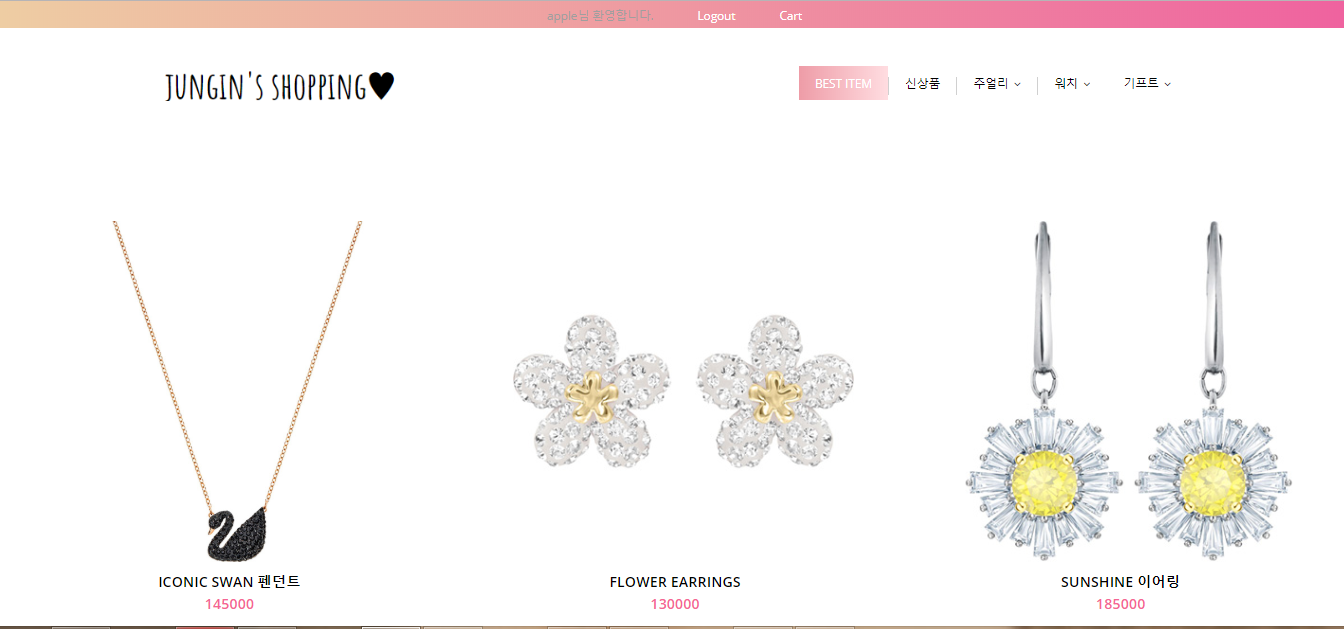 apple님 환영합니다. Logout Cart
JUNGIN'S SHOPPING♥
BEST ITEM 신상품 주얼리 워치 기프트
ICONIC SWAN 펜던트
145000
FLOWER EARRINGS
130000
SUNSHINE 이어링
185000